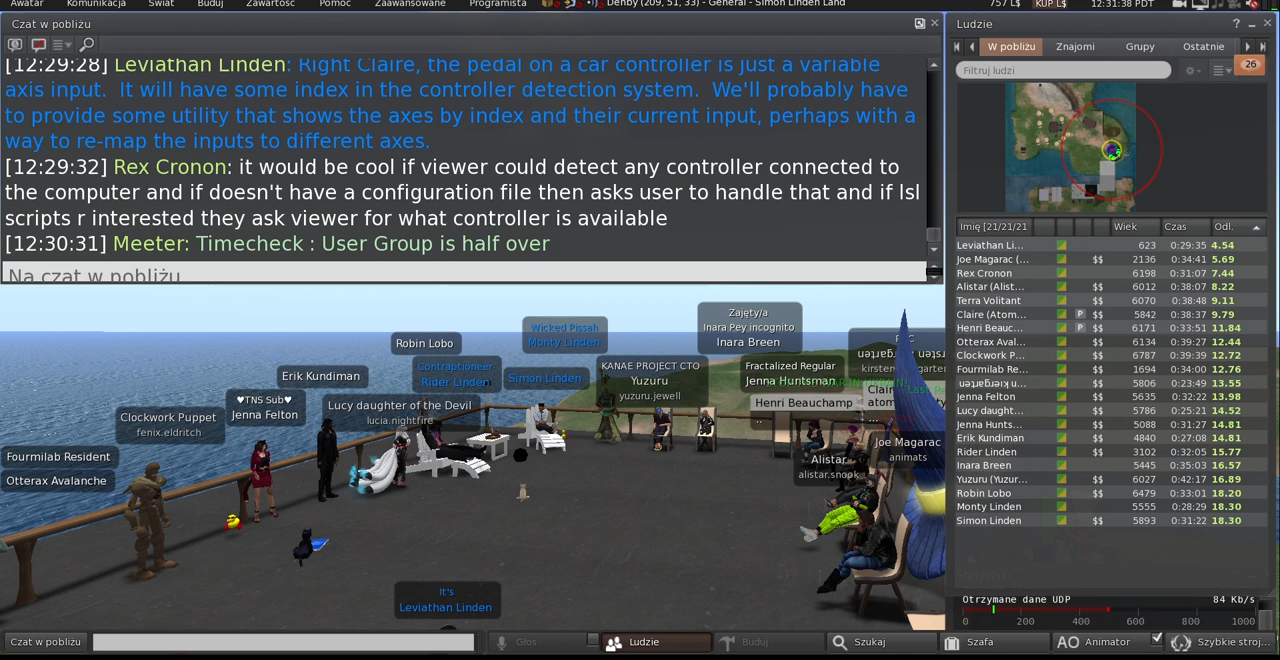 Awatar Komunikacja Świat Buduj Zawartość Pomoc Zaawansowane Programista Denby (209, 51, 33) - General - Simon Linden Land 757 L$ KUP L$ 12:31:38 PDT
Czat w pobliżu
[12:29:28] Leviathan Linden: Right Claire, the pedal on a car controller is just a variable
axis input. It will have some index in the controller detection system. We'll probably have
to provide some utility that shows the axes by index and their current input, perhaps with a
way to re-map the inputs to different axes.
[12:29:32] Rex Cronon: it would be cool if viewer could detect any controller connected to
the computer and if doesn't have a configuration file then asks user to handle that and if lsl
scripts r interested they ask viewer for what controller is available
[12:30:31] Meeter: Timecheck : User Group is half over
Na czat w pobliżu
Zajęty/a
Inara Pey incognito
Inara Breen
Wicked Pissah
Monty Linden
Robin Lobo
Contraptioneer
Rider Linden
Simon Linden
KANAE PROJECT CTO
Yuzuru
yuzuru.jewell
Fractalized Regular
Jenna Huntsman
Henri Beauchamp
..
Erik Kundiman
♥TNS Sub♥
Jenna Felton
Lucy daughter of the Devil
lucia.nightfire
Clockwork Puppet
fenix.eldritch
Fourmilab Resident
Otterax Avalanche
Joe Magarac
animats
Alistar
alistar.snook
It's
Leviathan Linden
Ludzie
W pobliżu Znajomi Grupy Ostatnie
Filtruj ludzi
26
Imię [21/21/21 Wiek Czas Odl.
Leviathan Li... 623 0:29:35 4.54
Joe Magarac (... $$ 2136 0:34:41 5.69
Rex Cronon 6198 0:31:07 7.44
Alistar (Alist... $$ 6012 0:38:07 8.22
Terra Volitant $$ 6070 0:38:48 9.11
Claire (Atom... P $$ 5842 0:38:37 9.79
Henri Beauc... P $$ 6171 0:33:51 11.84
Otterax Aval... $$ 6134 0:39:27 12.44
Clockwork P... $$ 6787 0:39:39 12.72
Fourmilab Re... $$ 1694 0:34:00 12.76
$$ 5806 0:23:49 13.55
Jenna Felton $$ 5635 0:32:22 13.98
Lucy daught... $$ 5786 0:25:21 14.52
Jenna Hunts... $$ 5088 0:31:27 14.81
Erik Kundiman $$ 4840 0:27:08 14.81
Rider Linden $$ 3102 0:32:05 15.77
Inara Breen 5445 0:35:03 16.57
Yuzuru (Yuzur... $$ 6027 0:42:17 16.89
Robin Lobo $$ 6479 0:33:01 18.20
Monty Linden 5555 0:28:29 18.30
Simon Linden $$ 5893 0:31:22 18.30
Otrzymane dane UDP 84 Kb/s
0 200 400 600 800 1000
Czat w pobliżu Głos Ludzie Buduj Szukaj Szafa AO Animator Szybkie stroj...